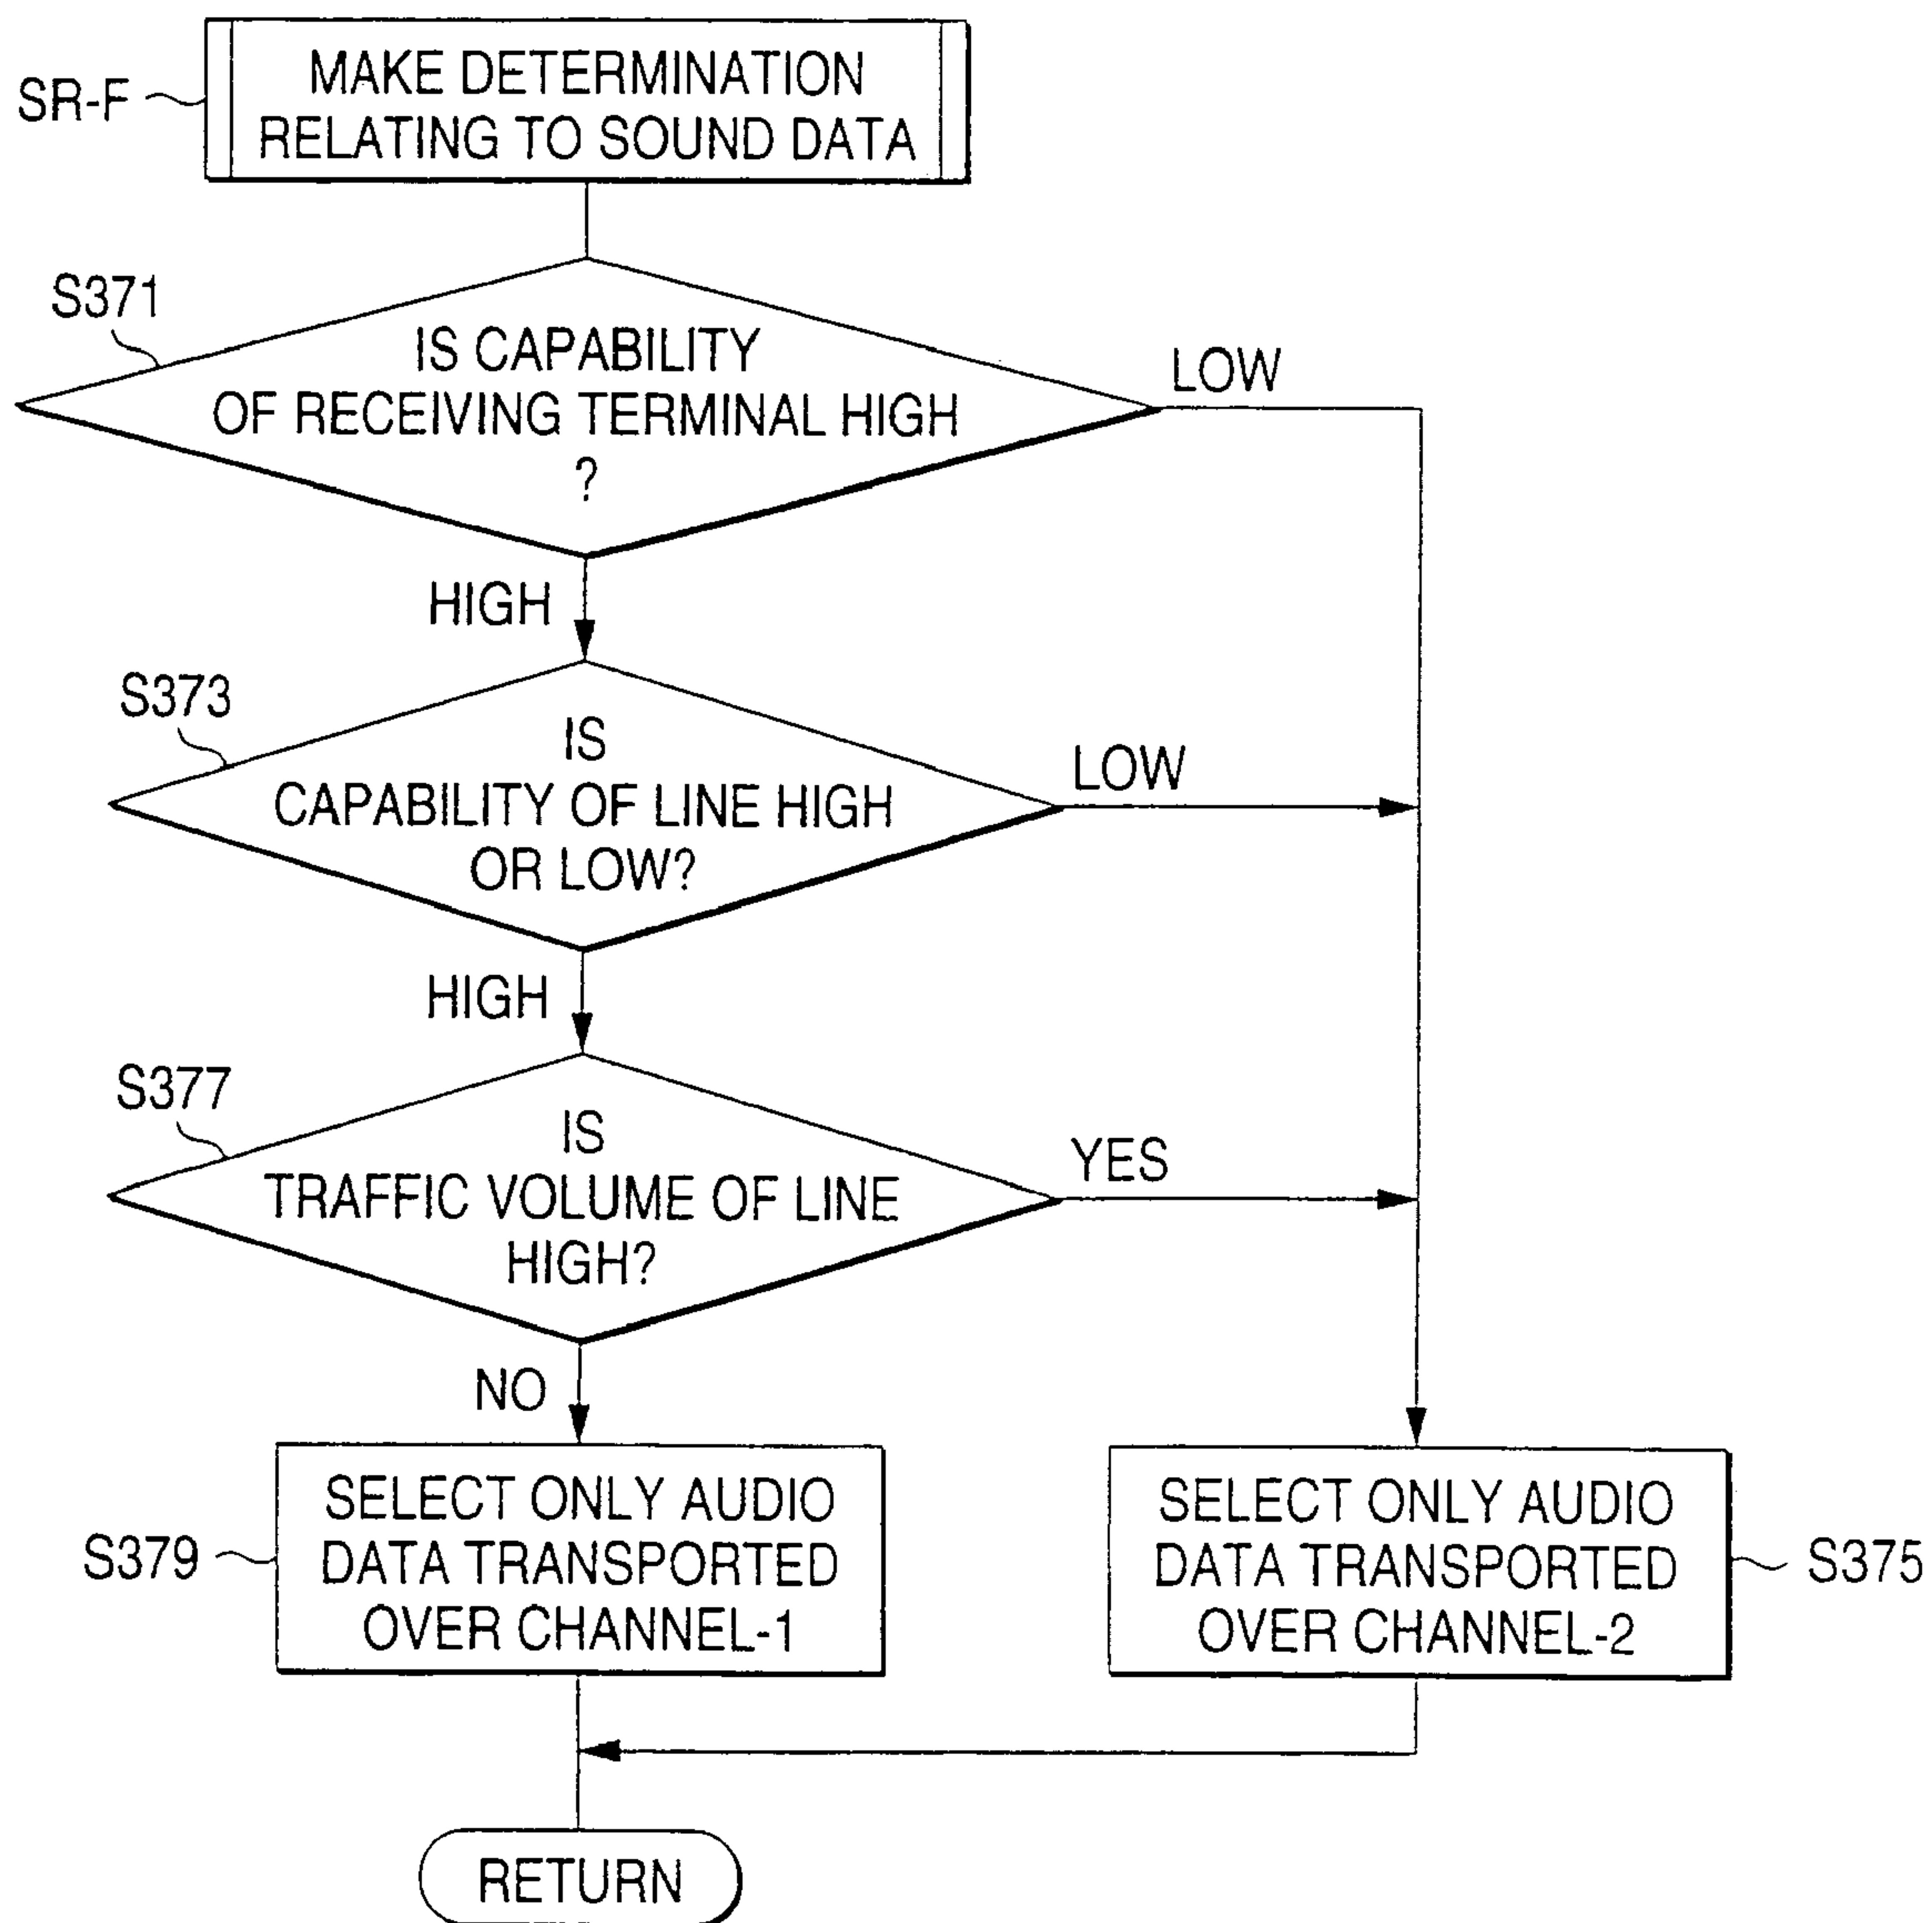 SR-F
MAKE DETERMINATION
RELATING TO SOUND DATA
S371
IS CAPABILITY
OF RECEIVING TERMINAL HIGH
?
LOW
HIGH
S373
IS
CAPABILITY OF LINE HIGH
OR LOW?
LOW
HIGH
S377
IS
TRAFFIC VOLUME OF LINE
HIGH?
YES
NO
S379
SELECT ONLY AUDIO
DATA TRANSPORTED
OVER CHANNEL-1
SELECT ONLY AUDIO
DATA TRANSPORTED
OVER CHANNEL-2
S375
RETURN